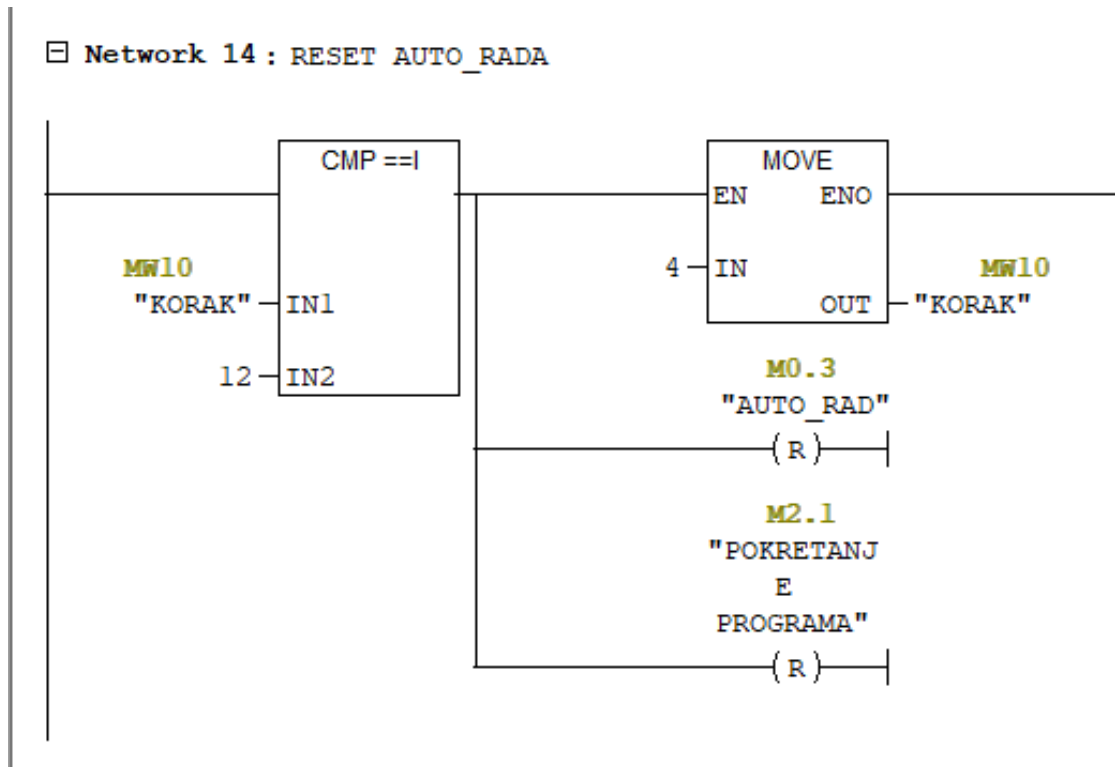 Network 14 : RESET AUTO_RADA
CMP ==I
MOVE
EN ENO
MW10
"KORAK"
IN1
12
IN2
4
IN
MW10
OUT
"KORAK"
M0.3
"AUTO_RAD"
( R )
M2.1
"POKRETANJ
E
PROGRAMA"
( R )